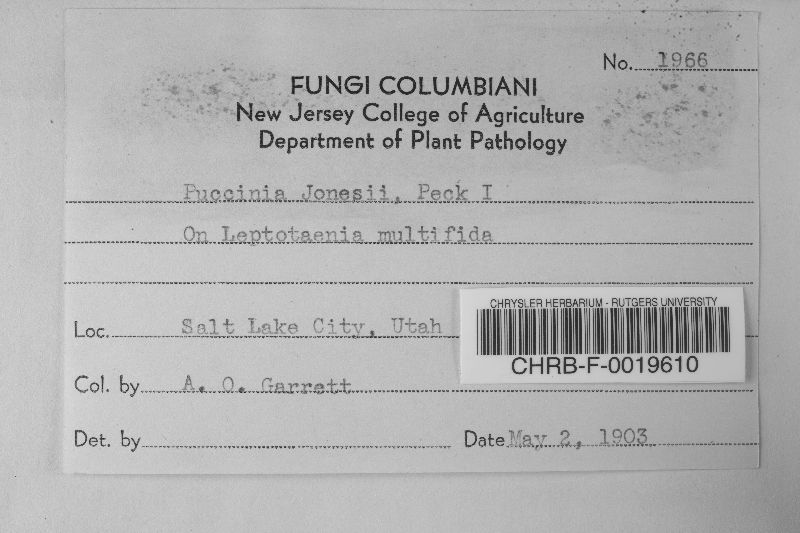 No. 1966
FUNGI COLUMBIANI
New Jersey College of Agriculture
Department of Plant Pathology
Puccinia Jonesii, Peck I
On Leptotaenia multifida
Loc. Salt Lake City, Utah
CHRYSLER HERBARIUM - RUTGERS UNIVERSITY
CHRB-F-0019610
Col. by A. O. Garrett
Det. by
Date May 2, 1903